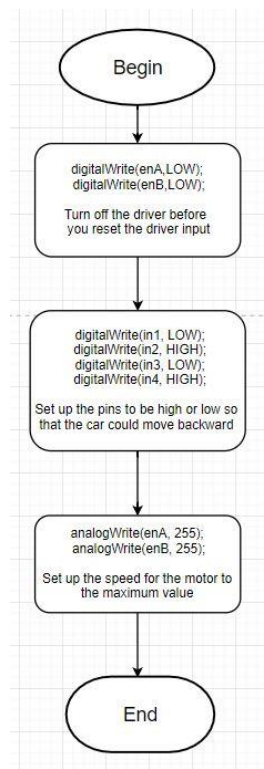 Begin
digitalWrite(enA,LOW);
digitalWrite(enB,LOW);
Turn off the driver before
you reset the driver input
digitalWrite(in1, LOW);
digitalWrite(in2, HIGH);
digitalWrite(in3, LOW);
digitalWrite(in4, HIGH);
Set up the pins to be high or low so
that the car could move backward
analogWrite(enA, 255);
analogWrite(enB, 255);
Set up the speed for the motor to
the maximum value
End